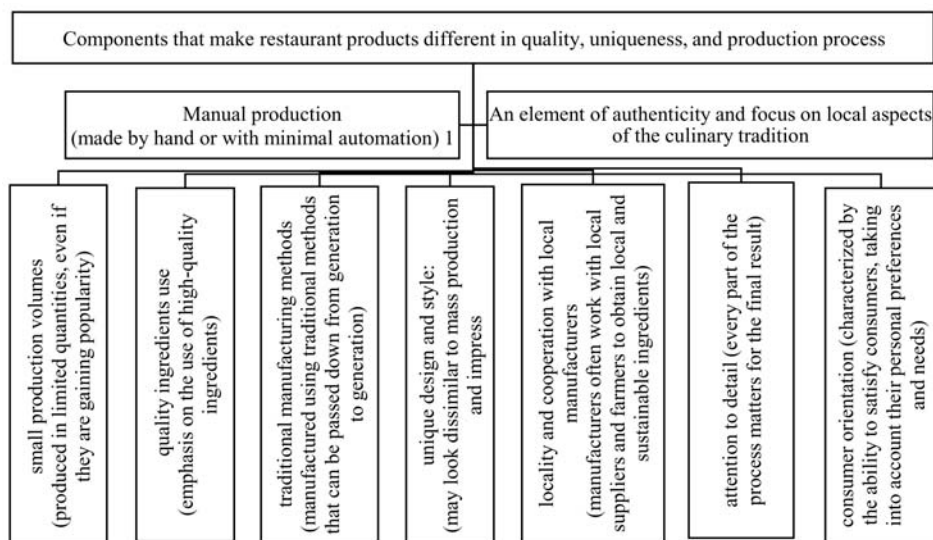 Components that make restaurant products different in quality, uniqueness, and production process
Manual production
(made by hand or with minimal automation) l
An element of authenticity and focus on local aspects
of the culinary tradition
small production volumes
(produced in limited quantities, even if
they are gaining popularity)
quality ingredients use
(emphasis on the use of high-quality
ingredients)
traditional manufacturing methods
(manufactured using traditional methods
that can be passed down from generation
to generation)
unique design and style:
(may look dissimilar to mass production
and impress
locality and cooperation with local
manufacturers
(manufacturers often work with local
suppliers and farmers to obtain local and
sustainable ingredients)
attention to detail (every part of the
process matters for the final result)
consumer orientation (characterized by
the ability to satisfy consumers, taking
into account their personal preferences
and needs)